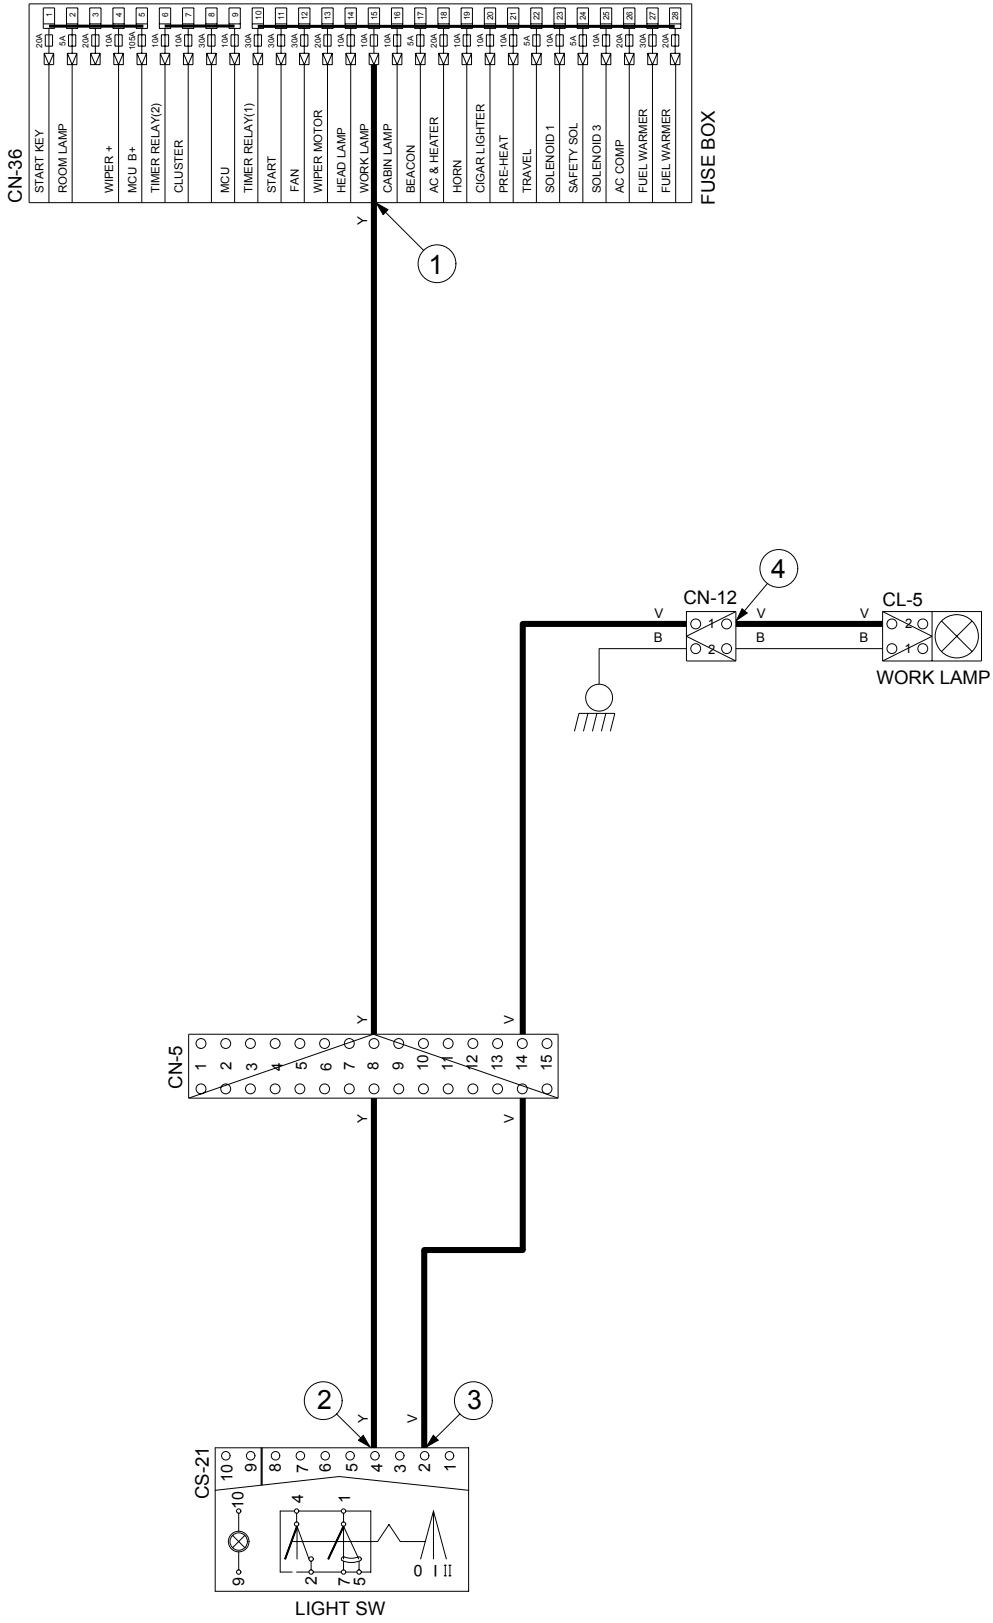 CN-36
FUSE BOX
1 2 3 4 5 6 7 8 9 10 11 12 13 14 15 16 17 18 19 20 21 22 23 24 25 26 27 28
20A 5A 20A 10A 105A 10A 10A 30A 10A 30A 30A 30A 20A 10A 10A 10A 5A 20A 10A 10A 10A 5A 10A 5A 10A 20A 30A 20A
START KEY
ROOM LAMP
WIPER +
MCU B+
TIMER RELAY(2)
CLUSTER
MCU
TIMER RELAY(1)
START
FAN
WIPER MOTOR
HEAD LAMP
WORK LAMP
CABIN LAMP
BEACON
AC & HEATER
HORN
CIGAR LIGHTER
PRE-HEAT
TRAVEL
SOLENOID 1
SAFETY SOL
SOLENOID 3
AC COMP
FUEL WARMER
FUEL WARMER
Y
1
4
CN-12
CL-5
V 1 V V 2
B 2 B B 1
WORK LAMP
Y V
CN-5
1 2 3 4 5 6 7 8 9 10 11 12 13 14 15
Y V
2 3
Y V
CS-21
10 9 8 7 6 5 4 3 2 1
10 4 1
9 2 7 5 0 I II
LIGHT SW